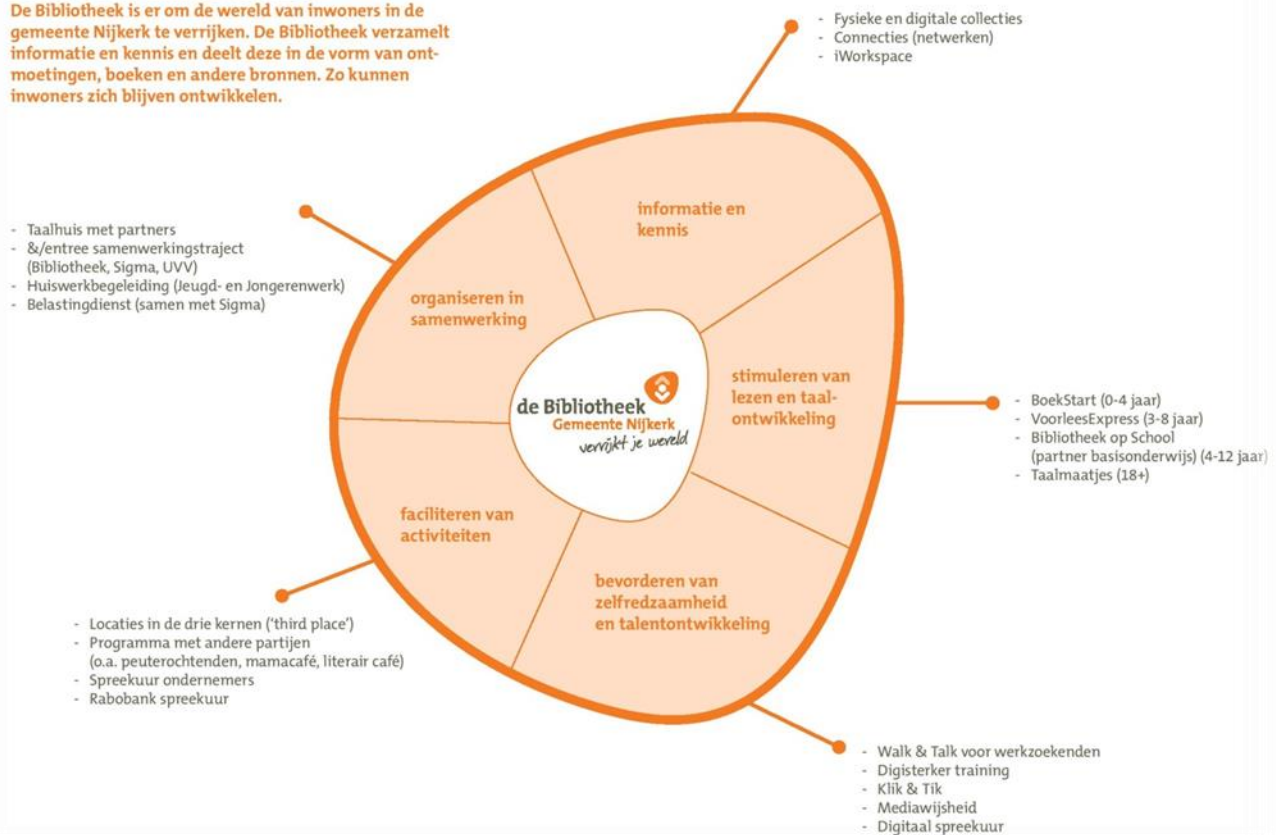 De Bibliotheek is er om de wereld van inwoners in de
gemeente Nijkerk te verrijken. De Bibliotheek verzamelt
informatie en kennis en deelt deze in de vorm van ont-
moetingen, boeken en andere bronnen. Zo kunnen
inwoners zich blijven ontwikkelen.
- Fysieke en digitale collecties
- Connecties (netwerken)
- iWorkspace
informatie en
kennis
- Taalhuis met partners
- &/entree samenwerkingstraject
(Bibliotheek, Sigma, UVV)
- Huiswerkbegeleiding (Jeugd- en Jongerenwerk)
- Belastingdienst (samen met Sigma)
organiseren in
samenwerking
stimuleren van
lezen en taal-
ontwikkeling
- BoekStart (0-4 jaar)
- VoorleesExpress (3-8 jaar)
- Bibliotheek op School
(partner basisonderwijs) (4-12 jaar)
- Taalmaatjes (18+)
de Bibliotheek
Gemeente Nijkerk
verrijkt je wereld
faciliteren van
activiteiten
- Locaties in de drie kernen (‘third place’)
- Programma met andere partijen
(o.a. peuterochtenden, mamacafé, literair café)
- Spreekuur ondernemers
- Rabobank spreekuur
bevorderen van
zelfredzaamheid
en talentontwikkeling
- Walk & Talk voor werkzoekenden
- Digisterker training
- Klik & Tik
- Mediawijsheid
- Digitaal spreekuur